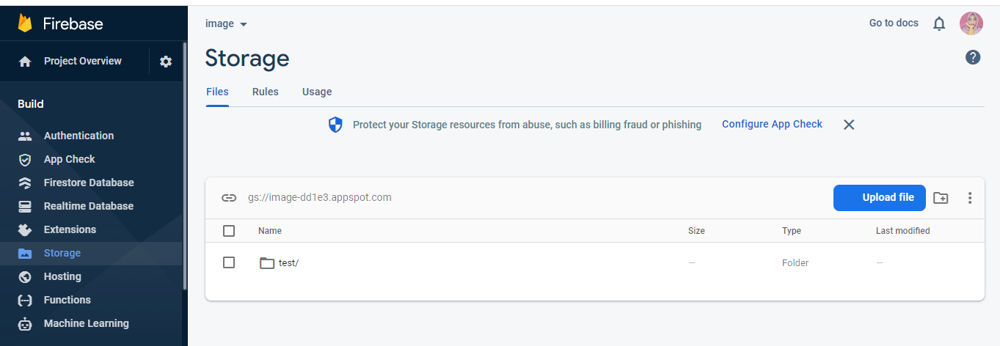 Firebase
image
Go to docs
Project Overview
Storage
Files Rules Usage
Build
Protect your Storage resources from abuse, such as billing fraud or phishing Configure App Check
Authentication
App Check
Firestore Database
Realtime Database
Extensions
Storage
Hosting
Functions
Machine Learning
gs://image-dd1e3.appspot.com
Upload file
Name Size Type Last modified
test/ — Folder —